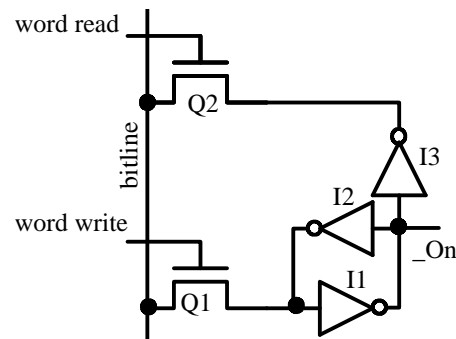 word read
Q2
bitline
I3
I2
word write
_On
I1
Q1